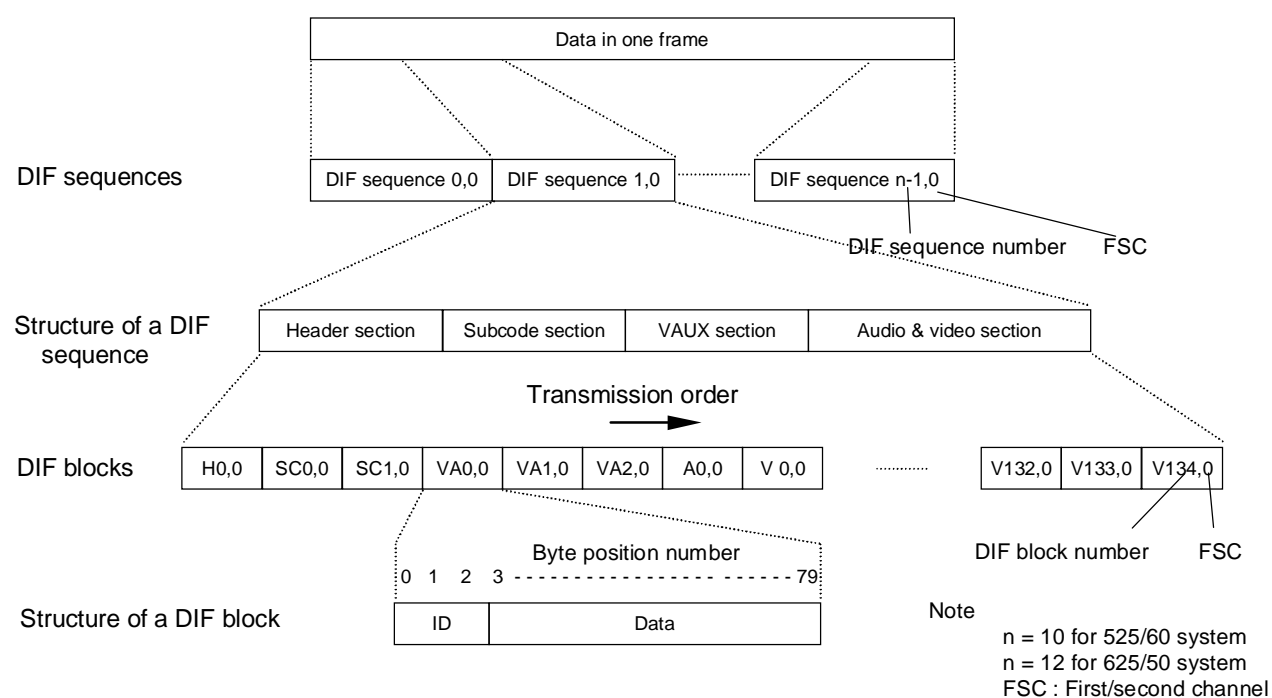 Data in one frame
DIF sequences
DIF sequence 0,0 DIF sequence 1,0 DIF sequence n-1,0
DIF sequence number FSC
Structure of a DIF
sequence
Header section Subcode section VAUX section Audio & video section
Transmission order
DIF blocks
H0,0 SC0,0 SC1,0 VA0,0 VA1,0 VA2,0 A0,0 V 0,0 V132,0 V133,0 V134,0
DIF block number FSC
Byte position number
0 1 2 3 - - - - - - - - - - - - - - - - - - - - - - - - - - - - 79
Structure of a DIF block
ID Data
Note
n = 10 for 525/60 system
n = 12 for 625/50 system
FSC : First/second channel